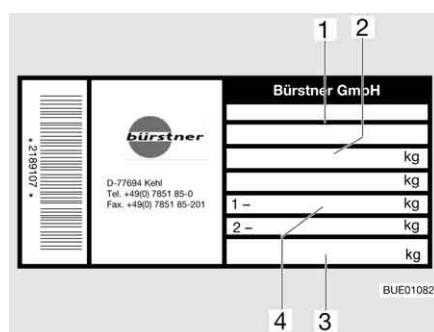 1
2
Bürstner GmbH
* 2189107 *
bürstner
D-77694 Kehl
Tel. +49(0) 7851 85-0
Fax. +49(0) 7851 85-201
kg
kg
1 – kg
2 – kg
kg
BUE01082
4
3